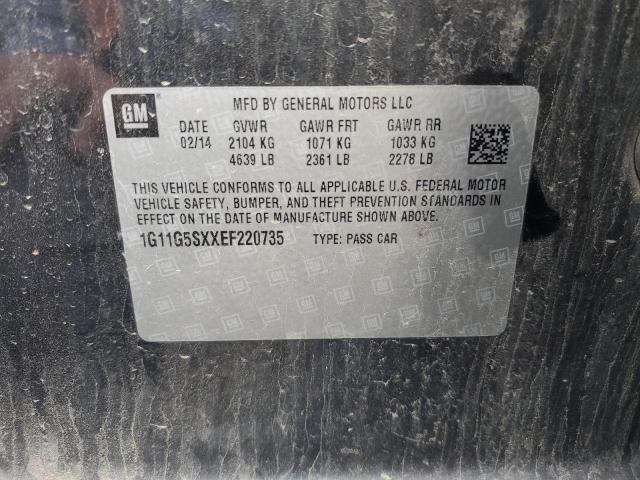 GM
MFD BY GENERAL MOTORS LLC
DATE GVWR GAWR FRT GAWR RR
02/14 2104 KG 1071 KG 1033 KG
4639 LB 2361 LB 2278 LB
THIS VEHICLE CONFORMS TO ALL APPLICABLE U.S. FEDERAL MOTOR
VEHICLE SAFETY, BUMPER, AND THEFT PREVENTION STANDARDS IN
EFFECT ON THE DATE OF MANUFACTURE SHOWN ABOVE.
1G11G5SXXEF220735 TYPE: PASS CAR